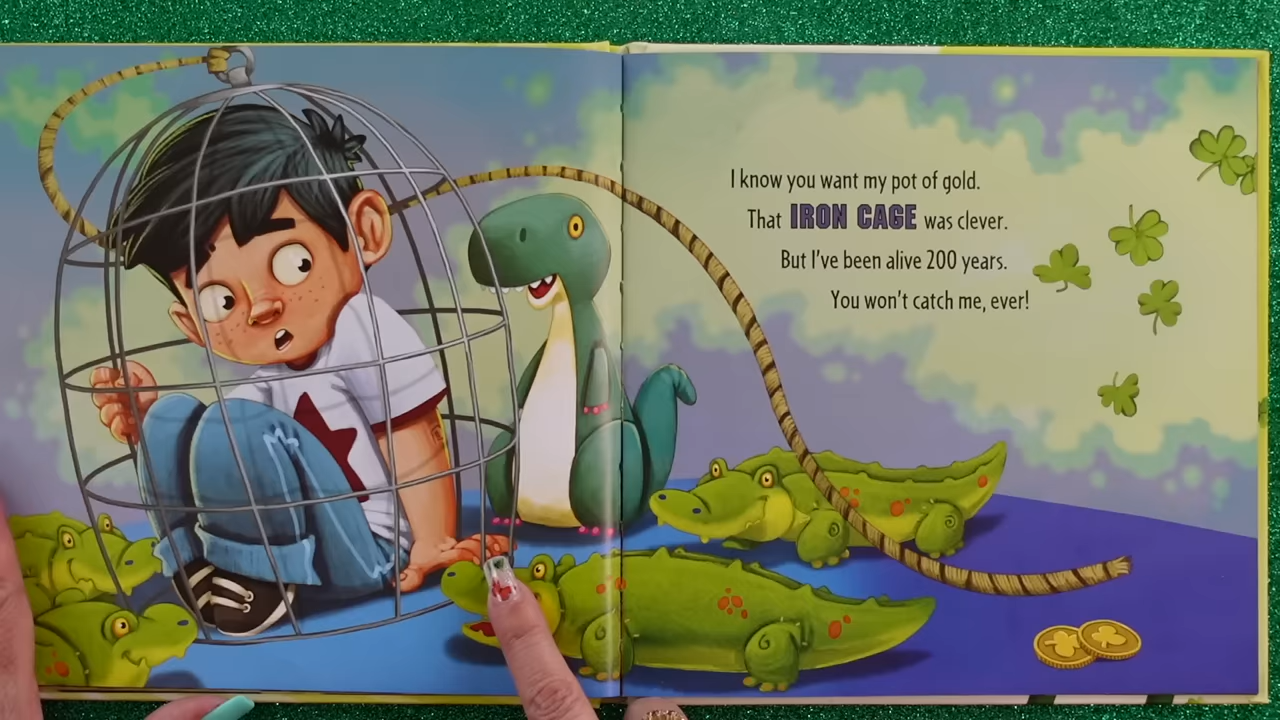 I know you want my pot of gold.
That IRON CAGE was clever.
But I've been alive 200 years.
You won't catch me, ever!